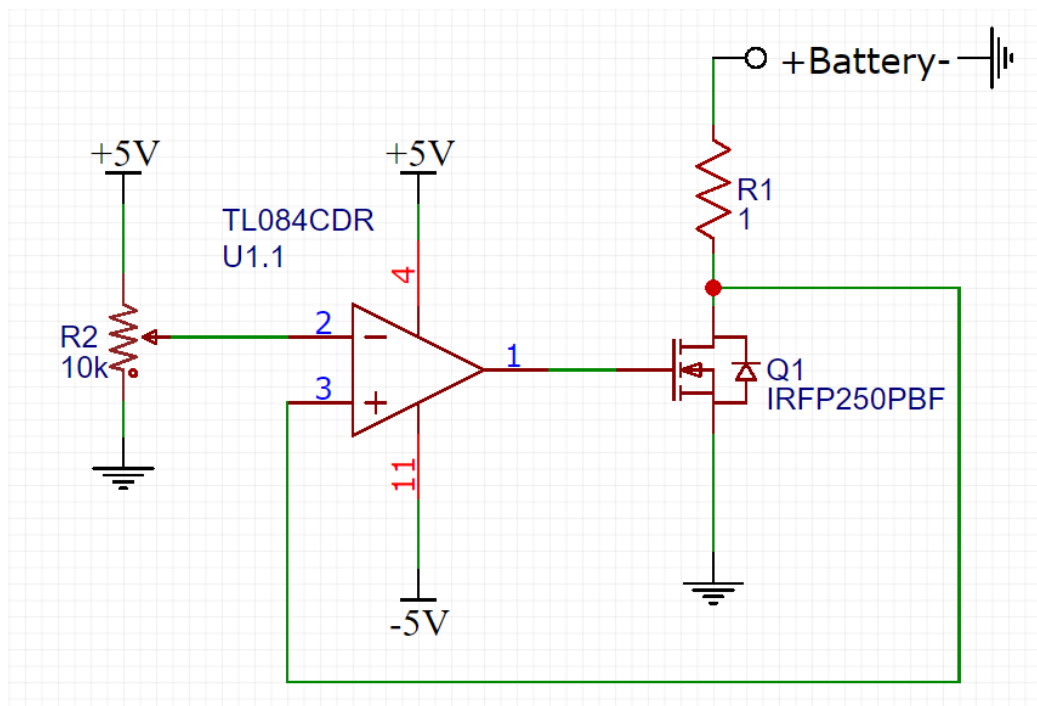 +Battery-
+5V
+5V
R1
1
TL084CDR
U1.1
4
2
R2
10k
3
1
Q1
IRFP250PBF
11
-5V